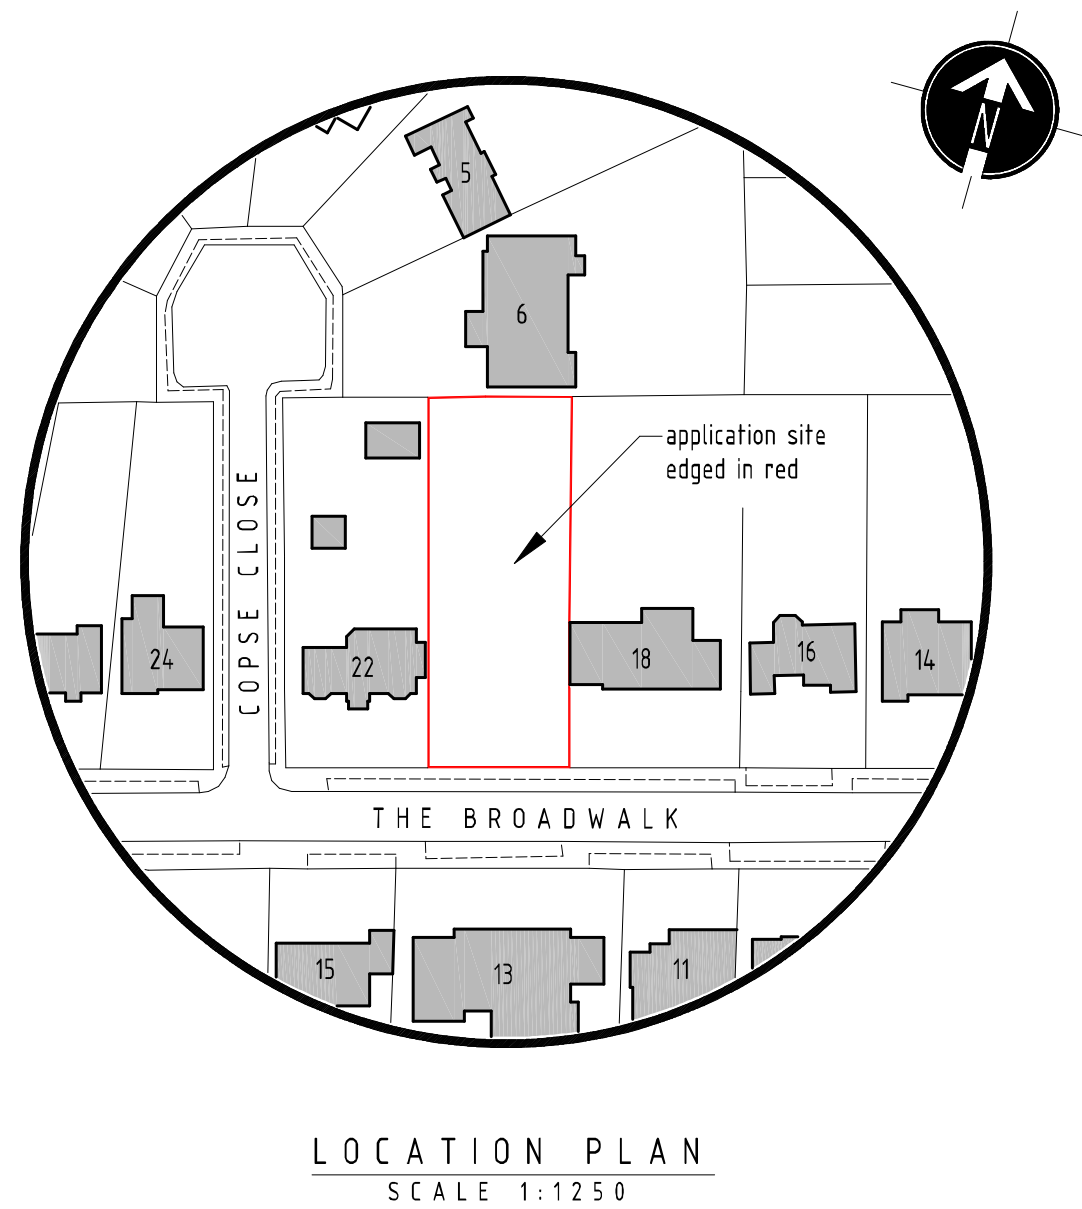 N
5
6
application site
edged in red
COPSE CLOSE
24
22
18
16
14
THE BROADWALK
15
13
11
LOCATION PLAN
SCALE 1:1250